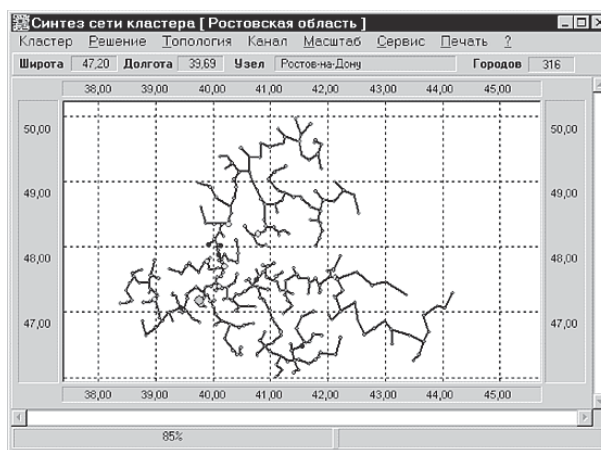 Синтез сети кластера [ Ростовская область ]
Кластер Решение Топология Канал Масштаб Сервис Печать ?
Широта 47,20 Долгота 39,69 Узел Ростов-на-Дону Городов 316
38,00 39,00 40,00 41,00 42,00 43,00 44,00 45,00
50,00 50,00
49,00 49,00
48,00 48,00
47,00 47,00
38,00 39,00 40,00 41,00 42,00 43,00 44,00 45,00
85%